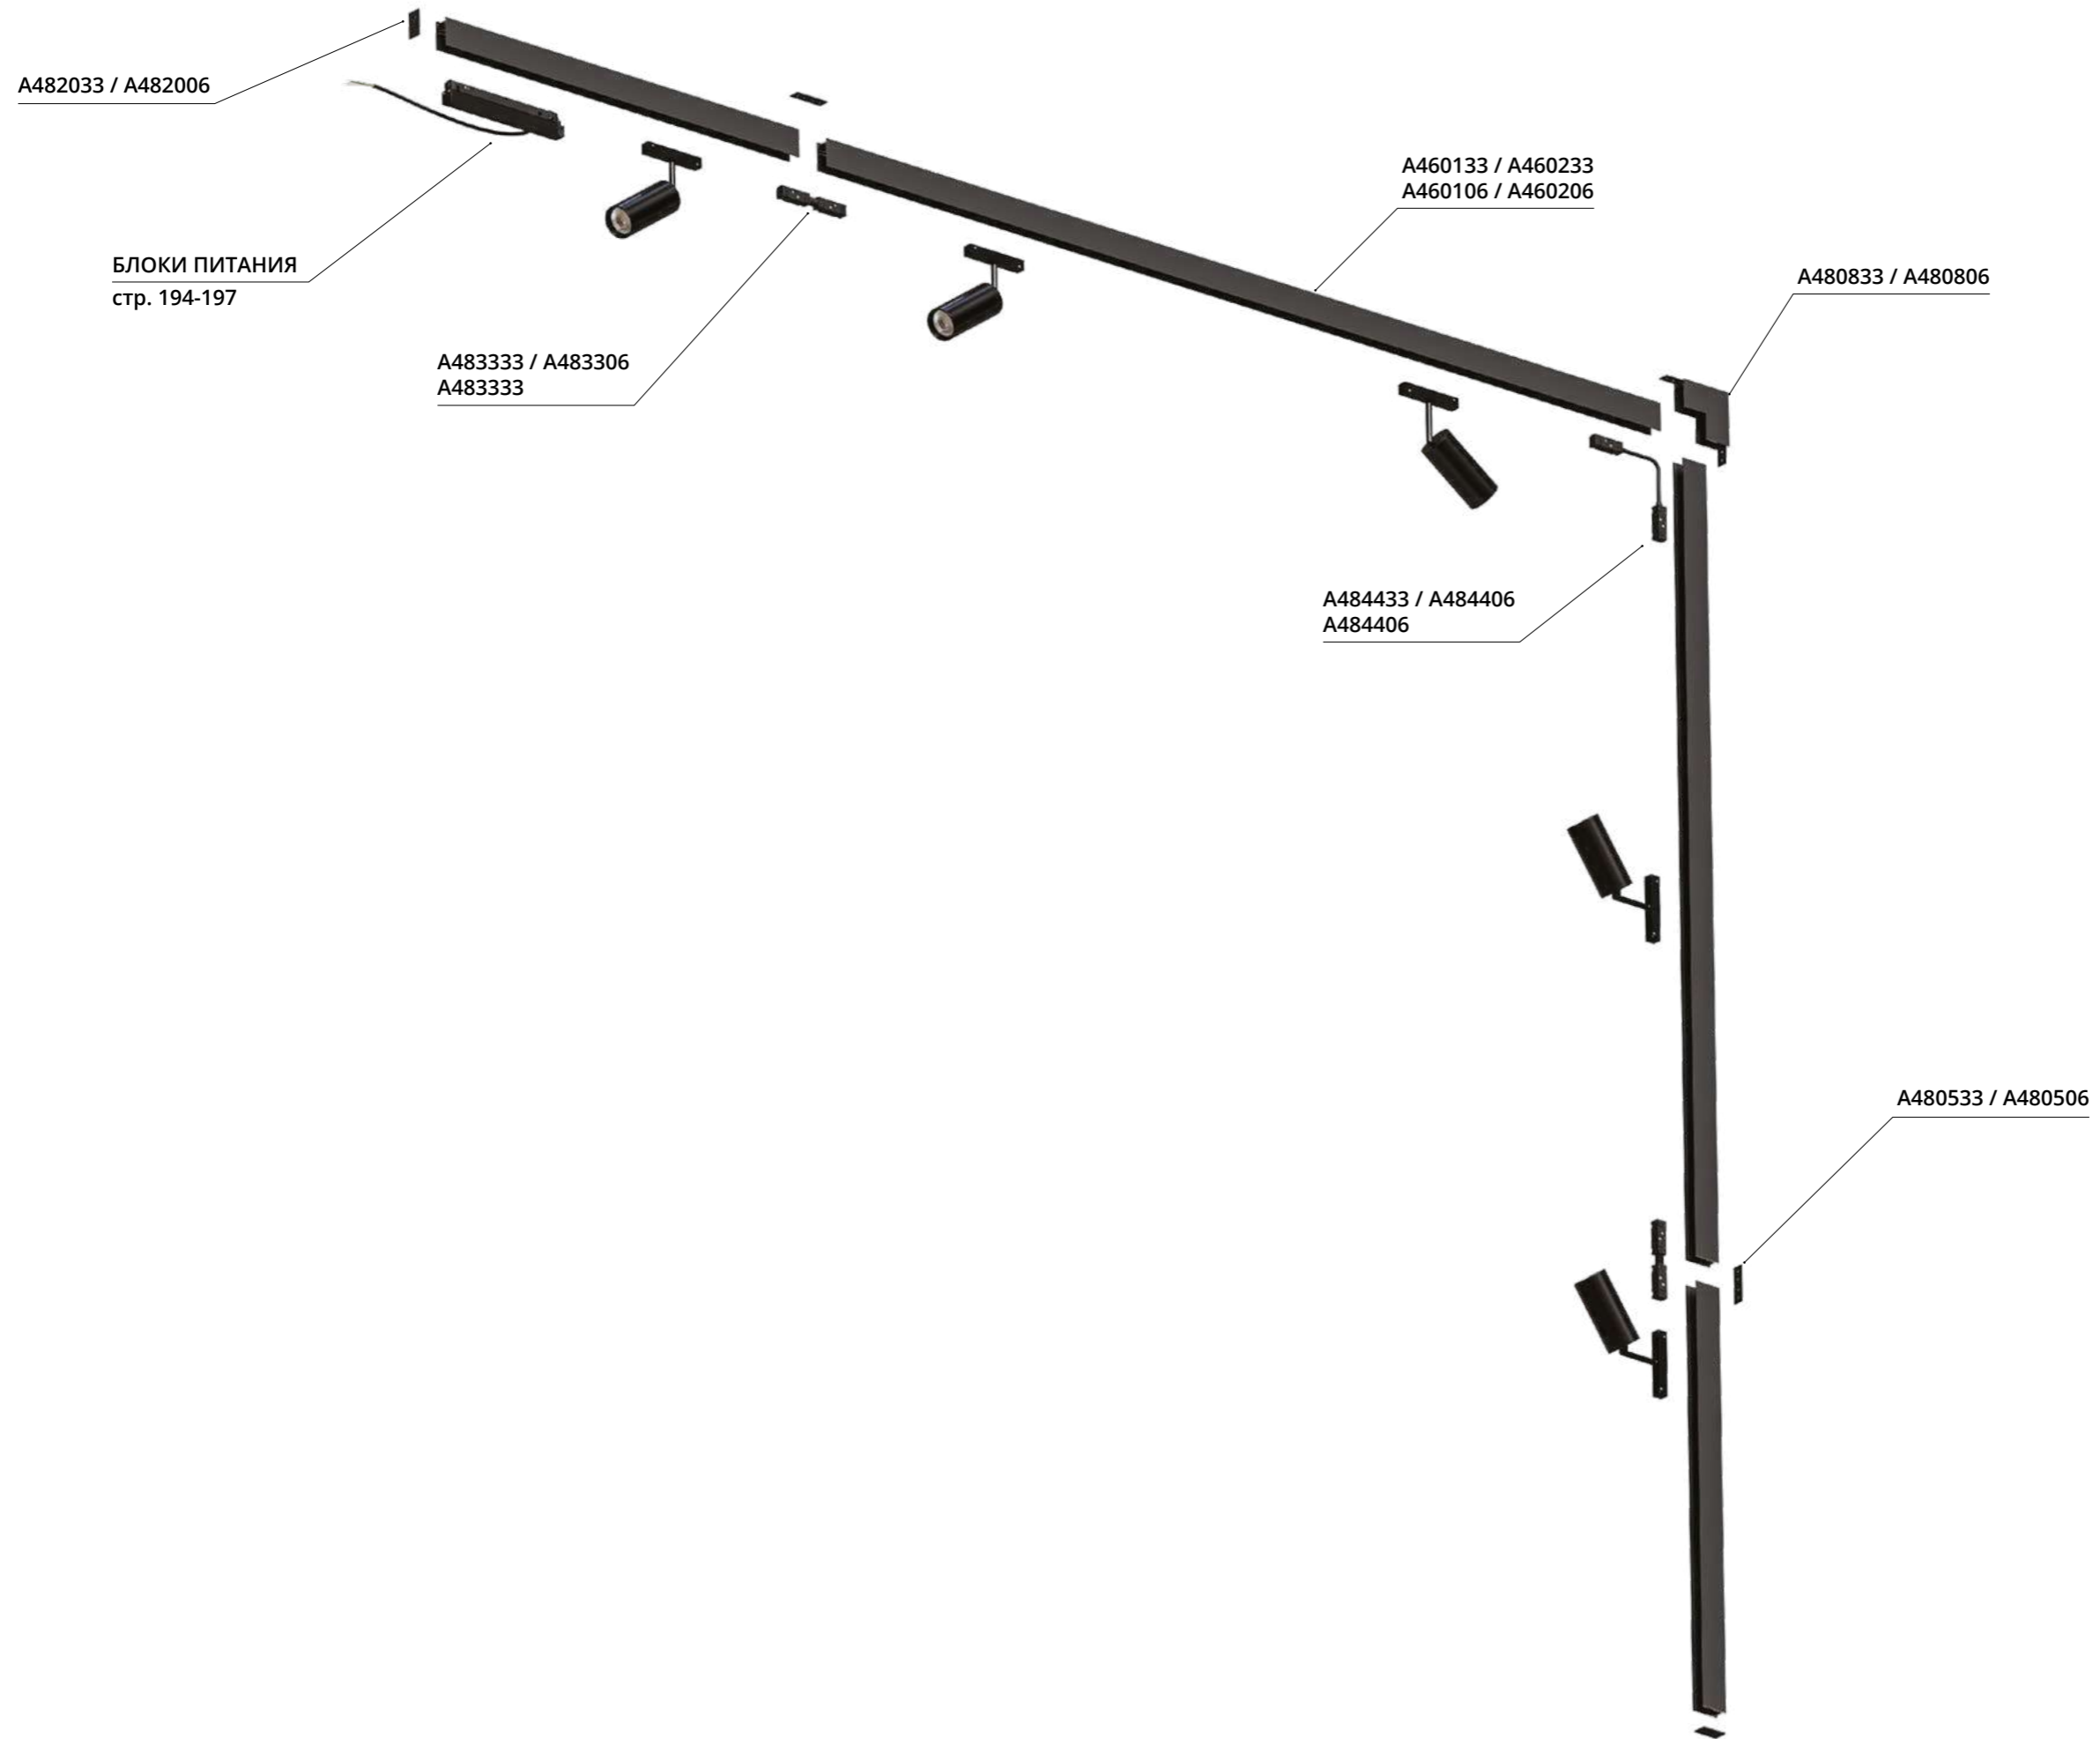 A482033 / A482006
A460133 / A460233
A460106 / A460206
БЛОКИ ПИТАНИЯ
стр. 194-197
A480833 / A480806
A483333 / A483306
A483333
A484433 / A484406
A484406
A480533 / A480506